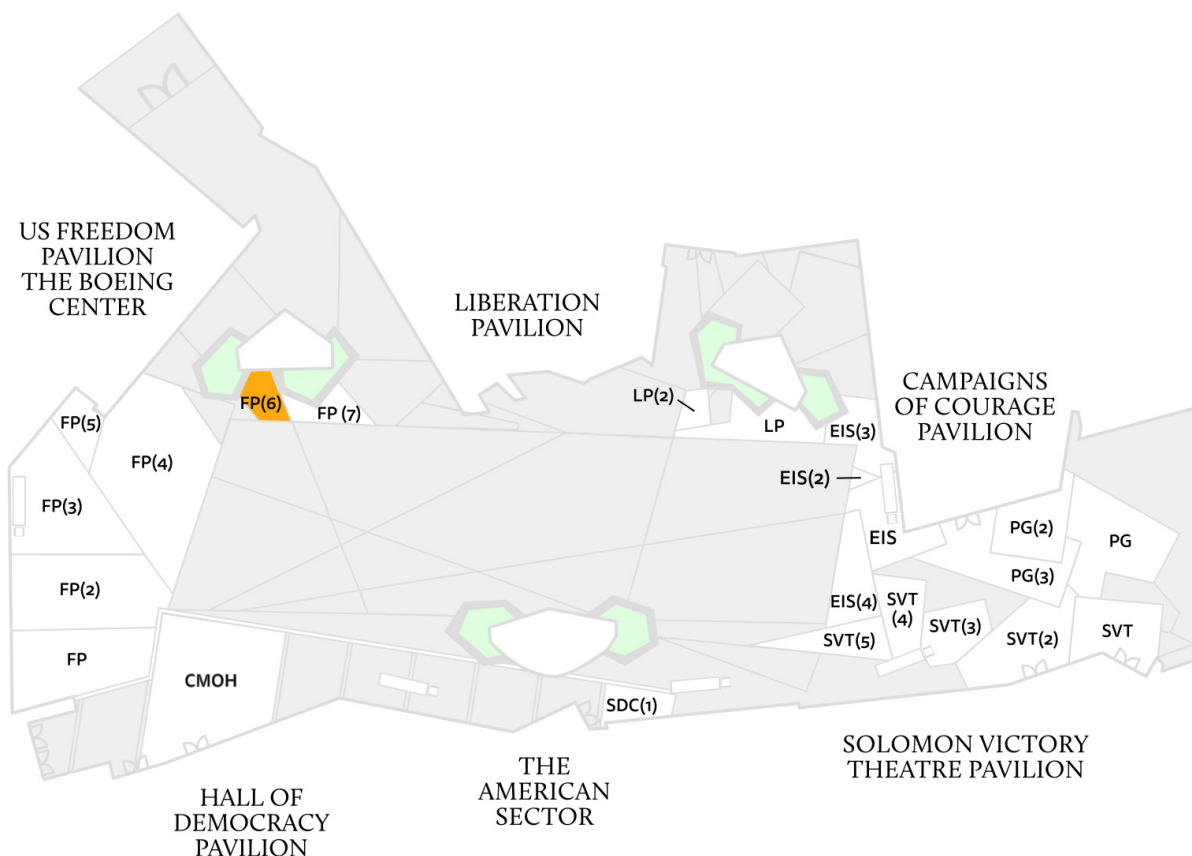 US FREEDOM
PAVILION
THE BOEING
CENTER
LIBERATION
PAVILION
CAMPAIGNS
OF COURAGE
PAVILION
FP(5)
FP(4)
FP(3)
FP(2)
FP
FP(6)
FP (7)
LP(2)
LP
EIS(3)
EIS(2)
EIS
EIS(4)
PG(2)
PG
PG(3)
SVT
(4)
SVT(3)
SVT(5)
SVT(2)
SVT
CMOH
SDC(1)
HALL OF
DEMOCRACY
PAVILION
THE
AMERICAN
SECTOR
SOLOMON VICTORY
THEATRE PAVILION